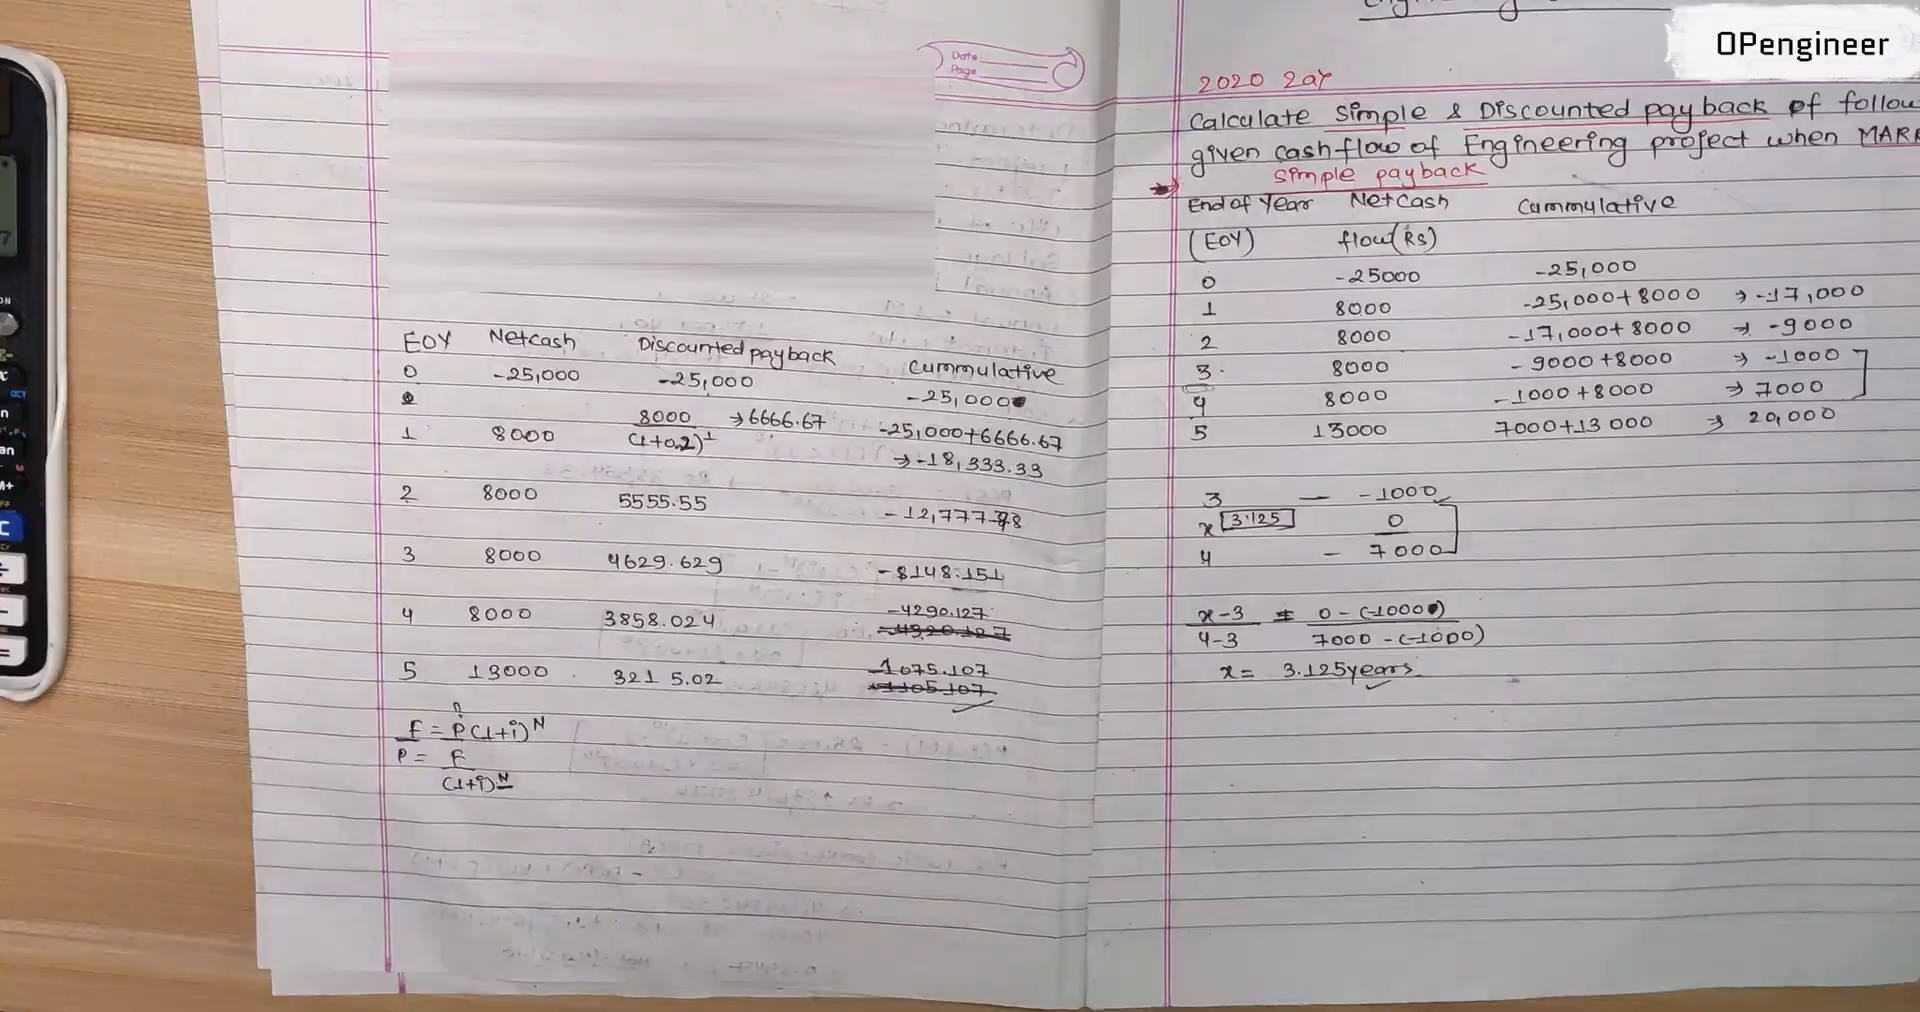 OPengineer
Date
Page
EOY Netcash Discounted payback Cummulative
0 -25,000 -25,000 -25,000
8000 →6666.67 -25,000+6666.67
1 8000 (1+0.2)¹
→-18,333.33
2 8000 5555.55 -12,777.78
3 8000 4629.629 -8148.151
4 8000 3858.024 -4290.127
5 13000 3215.02 -1075.107
F = P(1+i)^N
P = F
(1+i)^N
2020 2ay
Calculate Simple & Discounted payback of
given cashflow of Engineering project when
Simple payback
End of Year Netcash Cummulative
(EOY) flow(Rs)
0 -25000 -25,000
1 8000 -25,000+8000 → -17,000
2 8000 -17,000+8000 → -9000
3 8000 -9000+8000 → -1000
4 8000 -1000+8000 → 7000
5 13000 7000+13000 → 20,000
3 — -1000
x 3.125 0
4 - 7000
x-3 = 0-(-1000)
4-3 7000-(-1000)
x = 3.125years